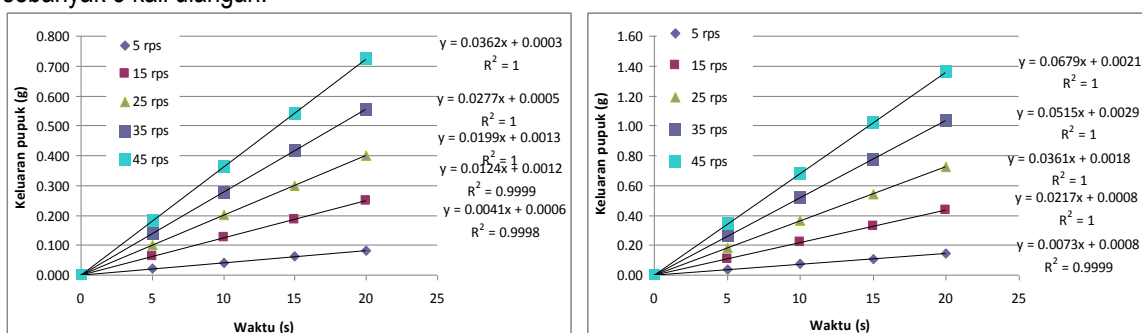 sebanyak 3 kali ulangan.
0.800
0.700
0.600
0.500
0.400
0.300
0.200
0.100
0.000
Keluaran pupuk (g)
5 rps
15 rps
25 rps
35 rps
45 rps
y = 0.0362x + 0.0003
R² = 1
y = 0.0277x + 0.0005
R² = 1
y = 0.0199x + 0.0013
R² = 1
y = 0.0124x + 0.0012
R² = 0.9999
y = 0.0041x + 0.0006
R² = 0.9998
0 5 10 15 20 25
Waktu (s)
1.60
1.40
1.20
1.00
0.80
0.60
0.40
0.20
0.00
Keluaran pupuk (g)
5 rps
15 rps
25 rps
35 rps
45 rps
y = 0.0679x + 0.0021
R² = 1
y = 0.0515x + 0.0029
R² = 1
y = 0.0361x + 0.0018
R² = 1
y = 0.0217x + 0.0008
R² = 1
y = 0.0073x + 0.0008
R² = 0.9999
0 5 10 15 20 25
Waktu (s)